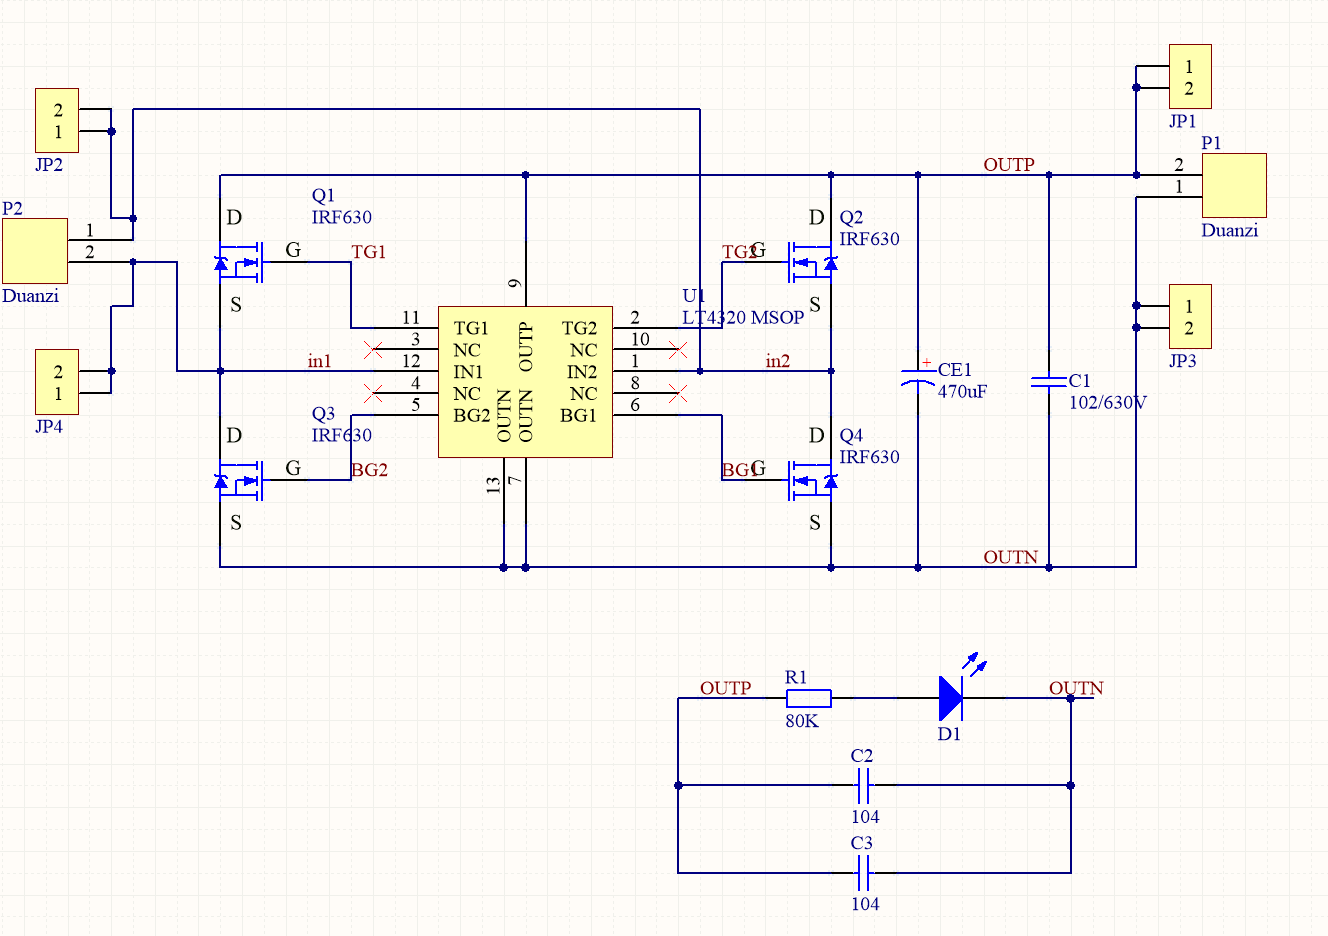 1
2
JP1
2
1
JP2
P1
2
1
Duanzi
OUTP
P2
1
2
Duanzi
Q1
IRF630
D
G
S
TG1
D
Q2
IRF630
TG2
G
S
9
U1
LT4320 MSOP
11
TG1
3
NC
12
IN1
4
NC
5
BG2
OUTP
OUTN
OUTN
2
TG2
10
NC
1
IN2
8
NC
6
BG1
13
7
in1
in2
1
2
JP3
2
1
JP4
+
CE1
470uF
C1
102/630V
Q3
IRF630
D
G
S
BG2
D
Q4
IRF630
BG1
G
S
OUTN
OUTP
R1
80K
D1
OUTN
C2
104
C3
104